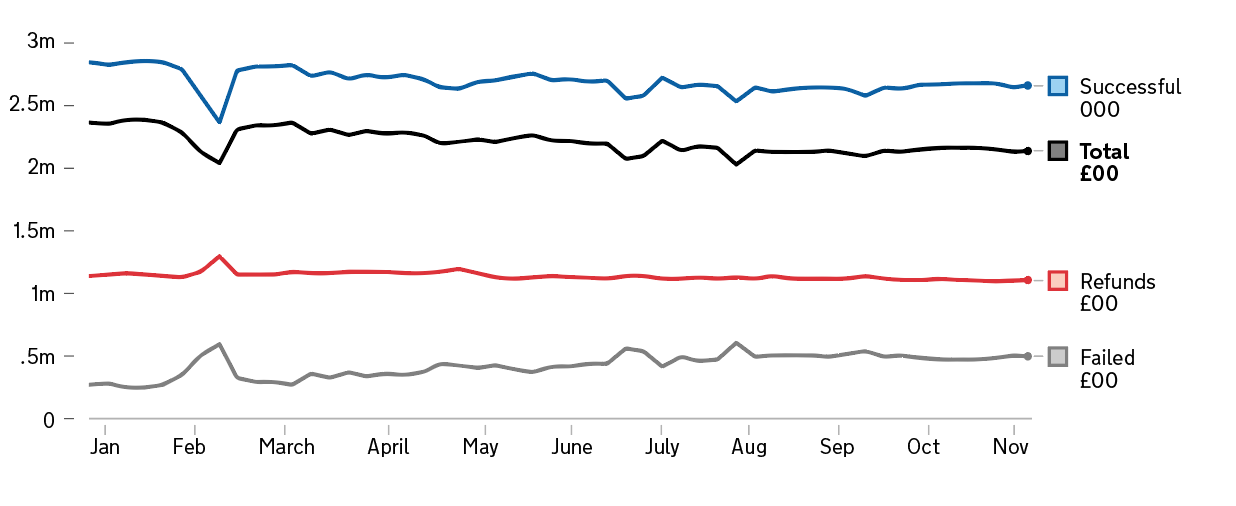 3m
2.5m
2m
1.5m
1m
.5m
0
Jan Feb March April May June July Aug Sep Oct Nov
Successful
000
Total
£00
Refunds
£00
Failed
£00